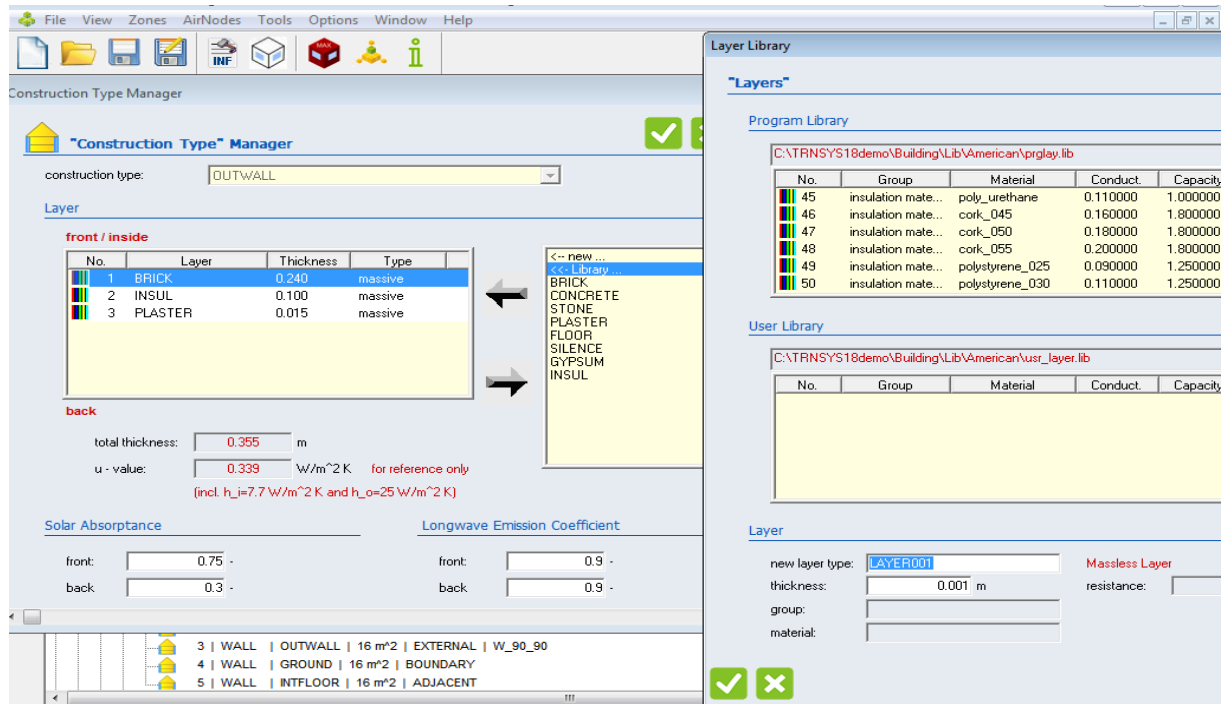 File View Zones AirNodes Tools Options Window Help
INF MAX
Construction Type Manager
"Construction Type" Manager
construction type: OUTWALL
Layer
front / inside
No. Layer Thickness Type
1 BRICK 0.240 massive
2 INSUL 0.100 massive
3 PLASTER 0.015 massive
<-- new ...
<<- Library ...
BRICK
CONCRETE
STONE
PLASTER
FLOOR
SILENCE
GYPSUM
INSUL
back
total thickness: 0.355 m
u - value: 0.339 W/m^2 K for reference only
(incl. h_i=7.7 W/m^2 K and h_o=25 W/m^2 K)
Solar Absorptance
front: 0.75 -
back 0.3 -
Longwave Emission Coefficient
front: 0.9 -
back 0.9 -
3 | WALL | OUTWALL | 16 m^2 | EXTERNAL | W_90_90
4 | WALL | GROUND | 16 m^2 | BOUNDARY
5 | WALL | INTFLOOR | 16 m^2 | ADJACENT
Layer Library
"Layers"
Program Library
C:\TRNSYS18demo\Building\Lib\American\prglay.lib
No. Group Material Conduct. Capacity
45 insulation mate... poly_urethane 0.110000 1.000000
46 insulation mate... cork_045 0.160000 1.800000
47 insulation mate... cork_050 0.180000 1.800000
48 insulation mate... cork_055 0.200000 1.800000
49 insulation mate... polystyrene_025 0.090000 1.250000
50 insulation mate... polystyrene_030 0.110000 1.250000
User Library
C:\TRNSYS18demo\Building\Lib\American\usr_layer.lib
No. Group Material Conduct. Capacity
Layer
new layer type: LAYER001 Massless Layer
thickness: 0.001 m resistance:
group:
material: